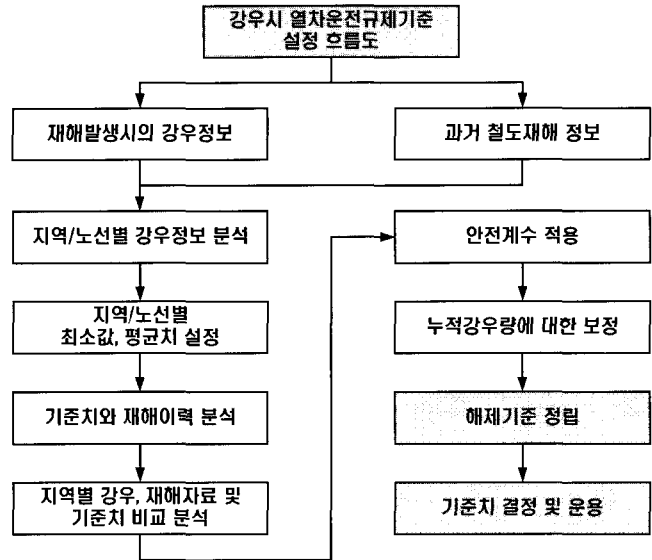 강우시 열차운전규제기준
설정 흐름도
재해발생시의 강우정보
과거 철도재해 정보
지역/노선별 강우정보 분석
지역/노선별
최소값, 평균치 설정
기준치와 재해이력 분석
지역별 강우, 재해자료 및
기준치 비교 분석
안전계수 적용
누적강우량에 대한 보정
해제기준 정립
기준치 결정 및 운용